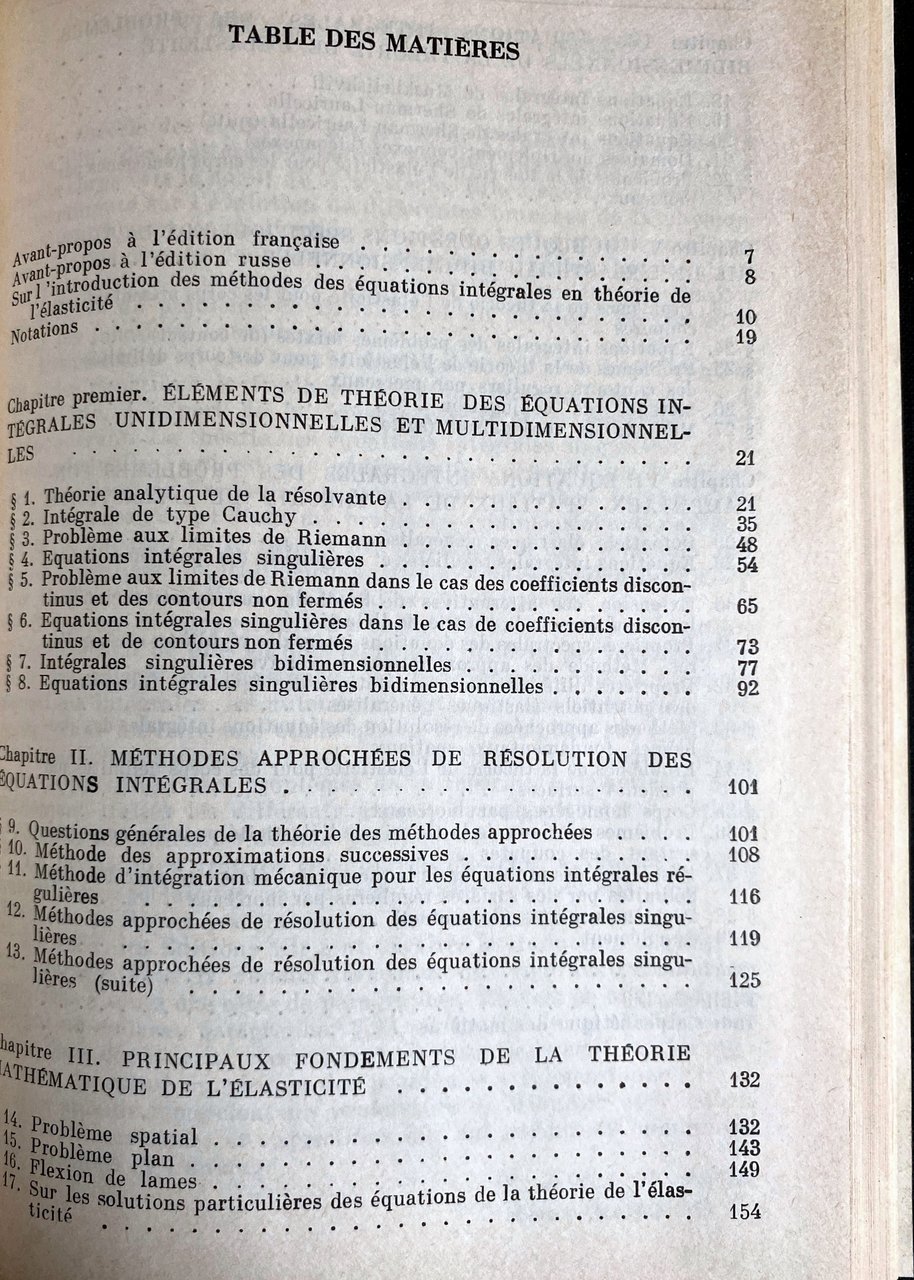 TABLE DES MATIÈRES
Avant-propos à l'édition française . . . . . . . . . . . . . . . . 7
Avant-propos à l'édition russe . . . . . . . . . . . . . . . . . 8
Sur l'introduction des méthodes des équations intégrales en théorie de
l'élasticité . . . . . . . . . . . . . . . . . . . . . . . 10
Notations . . . . . . . . . . . . . . . . . . . . . . . . 19
Chapitre premier. ÉLÉMENTS DE THÉORIE DES ÉQUATIONS IN-
TÉGRALES UNIDIMENSIONNELLES ET MULTIDIMENSIONNEL-
LES . . . . . . . . . . . . . . . . . . . . . . . . . . 21
§ 1. Théorie analytique de la résolvante . . . . . . . . . . . . 21
§ 2. Intégrale de type Cauchy . . . . . . . . . . . . . . . . 35
§ 3. Problème aux limites de Riemann . . . . . . . . . . . . 48
§ 4. Equations intégrales singulières . . . . . . . . . . . . . 54
§ 5. Problème aux limites de Riemann dans le cas des coefficients discon-
tinus et des contours non fermés . . . . . . . . . . . . . 65
§ 6. Equations intégrales singulières dans le cas de coefficients discon-
tinus et de contours non fermés . . . . . . . . . . . . . 73
§ 7. Intégrales singulières bidimensionnelles . . . . . . . . . . 77
§ 8. Equations intégrales singulières bidimensionnelles . . . . . . 92
Chapitre II. MÉTHODES APPROCHÉES DE RÉSOLUTION DES
ÉQUATIONS INTÉGRALES . . . . . . . . . . . . . . . . . 101
§ 9. Questions générales de la théorie des méthodes approchées . . . 101
10. Méthode des approximations successives . . . . . . . . . . 108
11. Méthode d'intégration mécanique pour les équations intégrales ré-
gulières . . . . . . . . . . . . . . . . . . . . . . . . 116
12. Méthodes approchées de résolution des équations intégrales singu-
lières . . . . . . . . . . . . . . . . . . . . . . . . . 119
13. Méthodes approchées de résolution des équations intégrales singu-
lières (suite) . . . . . . . . . . . . . . . . . . . . . . 125
hapitre III. PRINCIPAUX FONDEMENTS DE LA THÉORIE
MATHÉMATIQUE DE L'ÉLASTICITÉ . . . . . . . . . . . . . 132
14. Problème spatial . . . . . . . . . . . . . . . . . . . . 132
15. Problème plan . . . . . . . . . . . . . . . . . . . . . 143
16. Flexion de lames . . . . . . . . . . . . . . . . . . . . 149
17. Sur les solutions particulières des équations de la théorie de l'élas-
ticité . . . . . . . . . . . . . . . . . . . . . . . . . 154